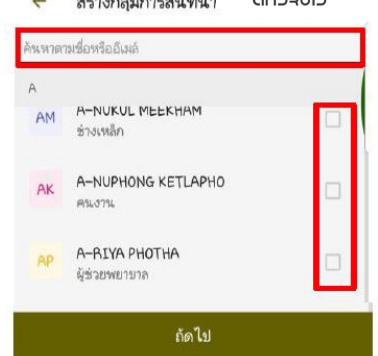 สร้างกลุ่มการสนทนา
ค้นหาตามชื่อหรืออีเมล์
A
AM A-NUKUL MEEKHAM
ช่างเหล็ก
AK A-NUPHONG KETLAPHO
คนงาน
AP A-RIYA PHOTHA
ผู้ช่วยพยาบาล
ถัดไป